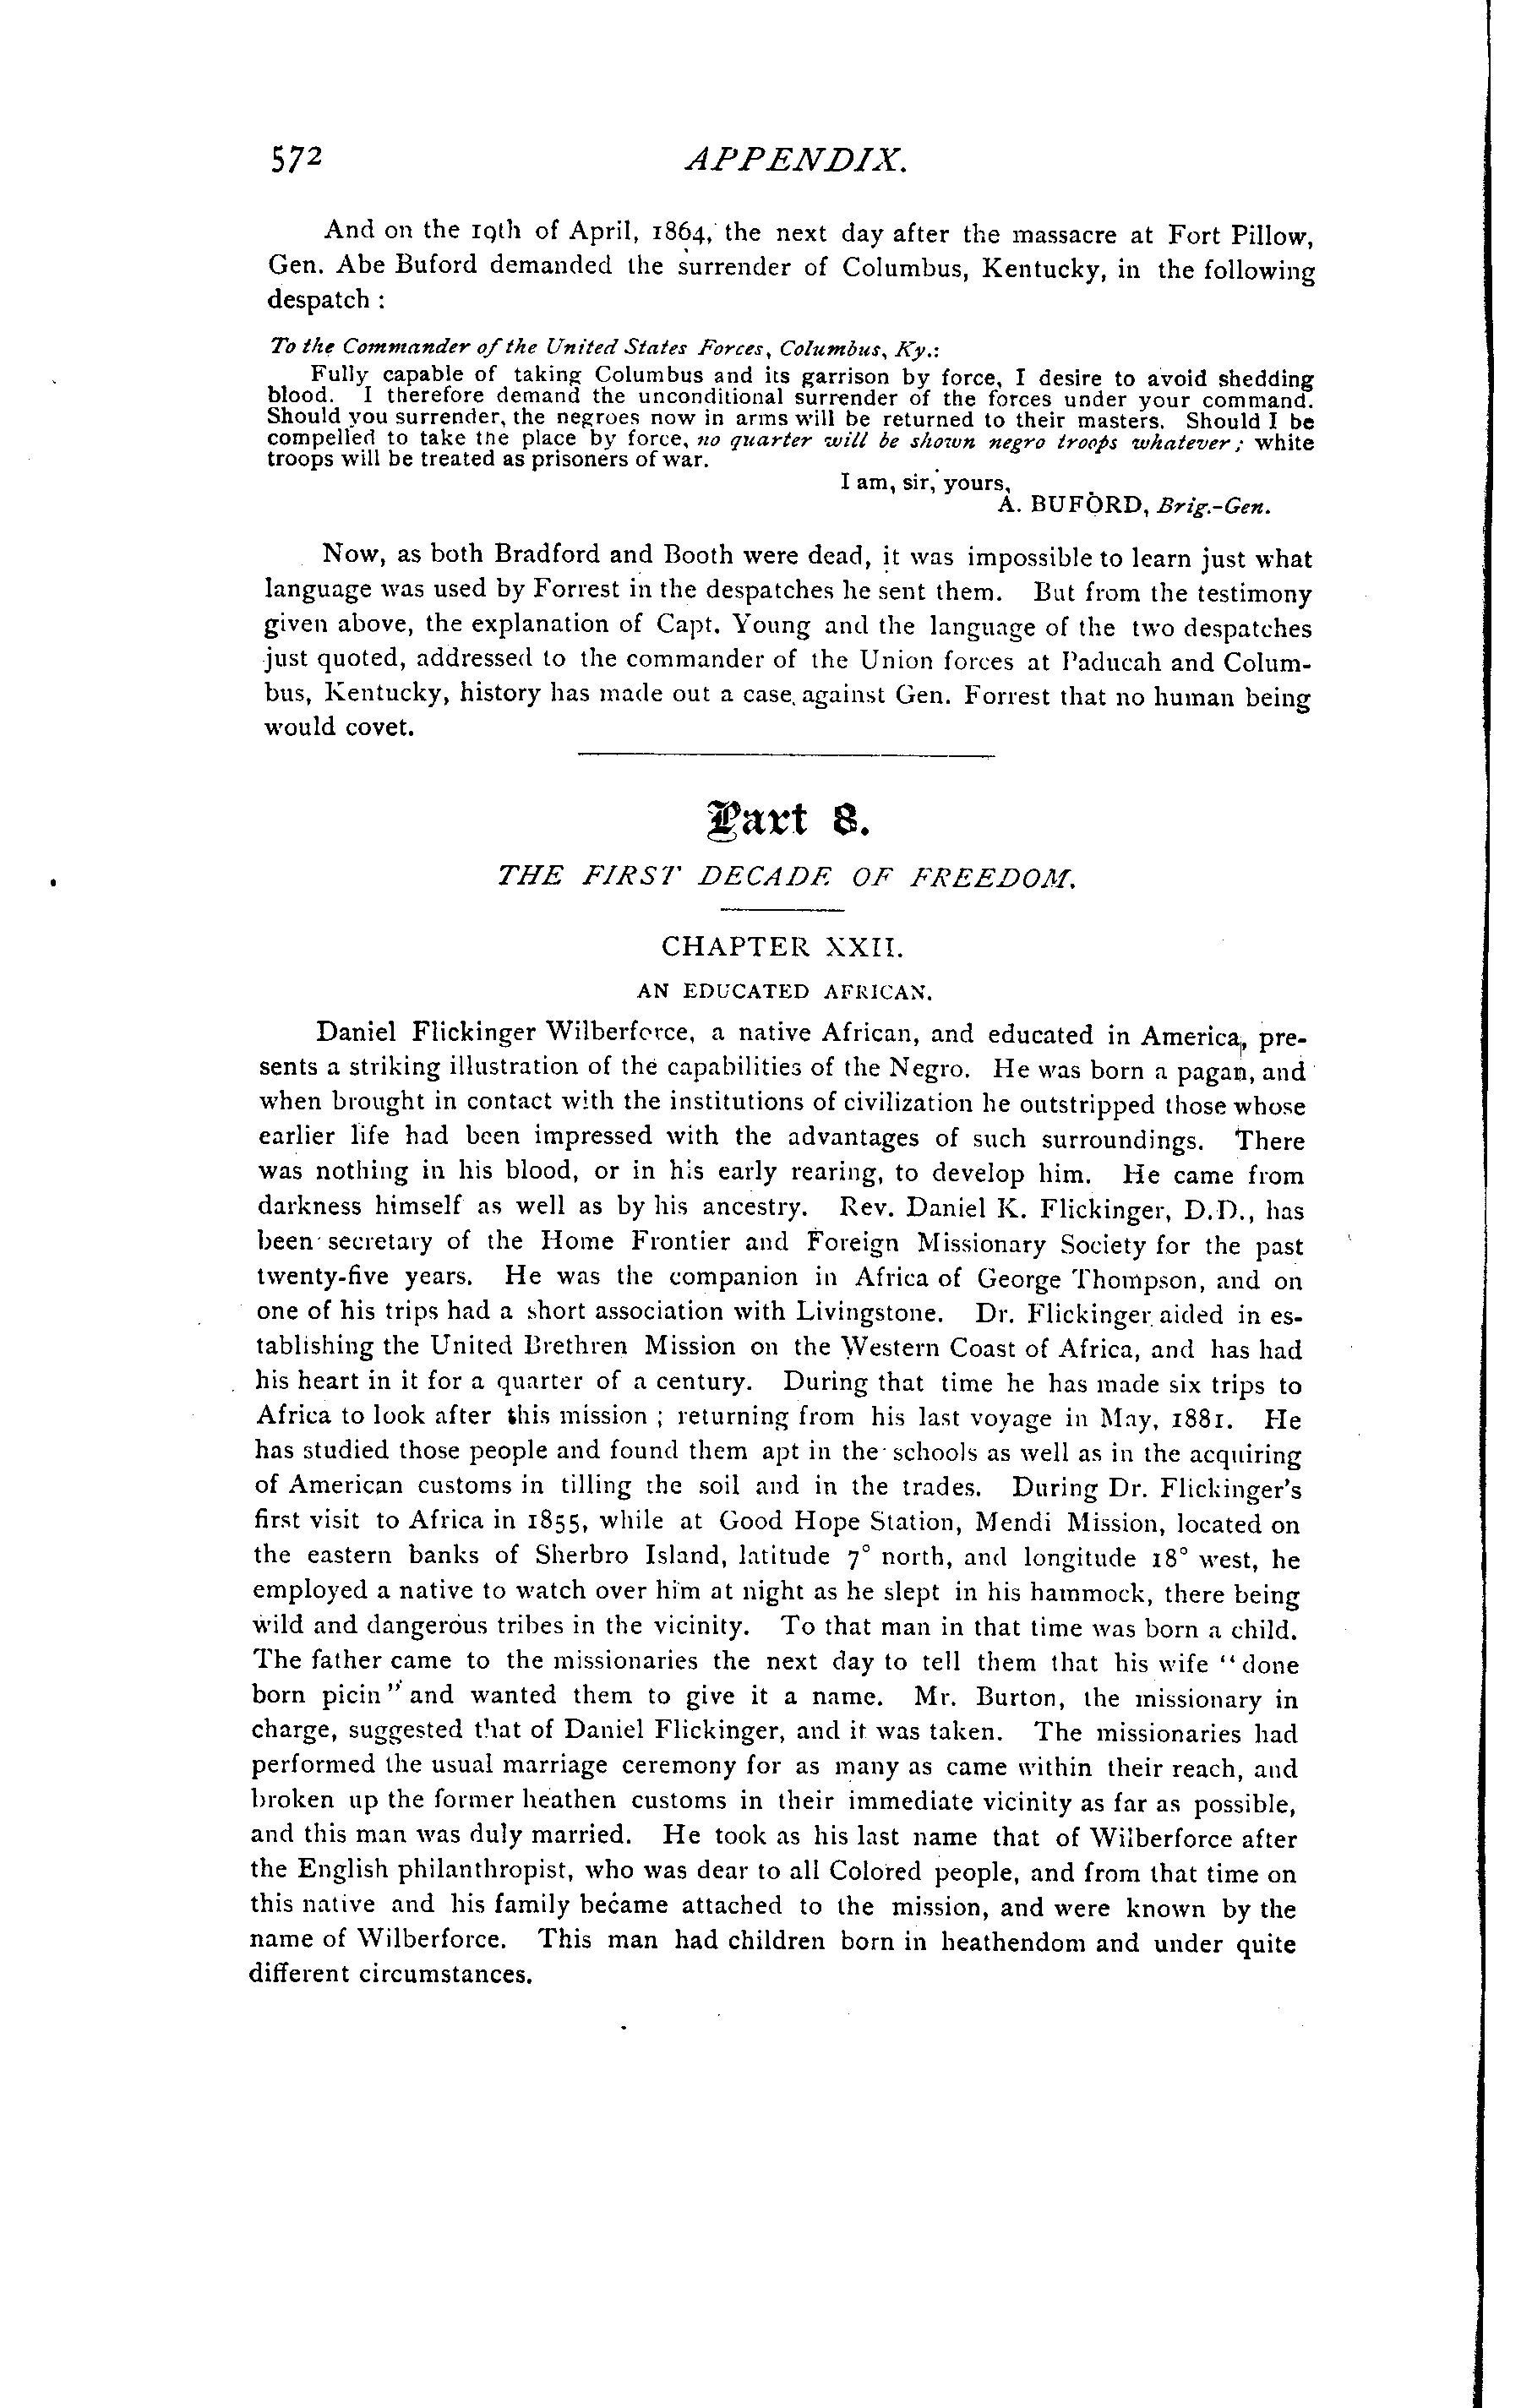 572 APPENDIX.
And on the 19th of April, 1864, the next day after the massacre at Fort Pillow,
Gen. Abe Buford demanded the surrender of Columbus, Kentucky, in the following
despatch :
To the Commander of the United States Forces, Columbus, Ky.:
Fully capable of taking Columbus and its garrison by force, I desire to avoid shedding
blood. I therefore demand the unconditional surrender of the forces under your command.
Should you surrender, the negroes now in arms will be returned to their masters. Should I be
compelled to take the place by force, no quarter will be shown negro troops whatever; white
troops will be treated as prisoners of war.
I am, sir, yours,
A. BUFORD, Brig.-Gen.
Now, as both Bradford and Booth were dead, it was impossible to learn just what
language was used by Forrest in the despatches he sent them. But from the testimony
given above, the explanation of Capt. Young and the language of the two despatches
just quoted, addressed to the commander of the Union forces at Paducah and Colum-
bus, Kentucky, history has made out a case against Gen. Forrest that no human being
would covet.
Part 8.
THE FIRST DECADE OF FREEDOM.
CHAPTER XXII.
AN EDUCATED AFRICAN.
Daniel Flickinger Wilberforce, a native African, and educated in America, pre-
sents a striking illustration of the capabilities of the Negro. He was born a pagan, and
when brought in contact with the institutions of civilization he outstripped those whose
earlier life had been impressed with the advantages of such surroundings. There
was nothing in his blood, or in his early rearing, to develop him. He came from
darkness himself as well as by his ancestry. Rev. Daniel K. Flickinger, D.D., has
been secretary of the Home Frontier and Foreign Missionary Society for the past
twenty-five years. He was the companion in Africa of George Thompson, and on
one of his trips had a short association with Livingstone. Dr. Flickinger aided in es-
tablishing the United Brethren Mission on the Western Coast of Africa, and has had
his heart in it for a quarter of a century. During that time he has made six trips to
Africa to look after this mission ; returning from his last voyage in May, 1881. He
has studied those people and found them apt in the schools as well as in the acquiring
of American customs in tilling the soil and in the trades. During Dr. Flickinger's
first visit to Africa in 1855, while at Good Hope Station, Mendi Mission, located on
the eastern banks of Sherbro Island, latitude 7° north, and longitude 18° west, he
employed a native to watch over him at night as he slept in his hammock, there being
wild and dangerous tribes in the vicinity. To that man in that time was born a child.
The father came to the missionaries the next day to tell them that his wife "done
born picin" and wanted them to give it a name. Mr. Burton, the missionary in
charge, suggested that of Daniel Flickinger, and it was taken. The missionaries had
performed the usual marriage ceremony for as many as came within their reach, and
broken up the former heathen customs in their immediate vicinity as far as possible,
and this man was duly married. He took as his last name that of Wilberforce after
the English philanthropist, who was dear to all Colored people, and from that time on
this native and his family became attached to the mission, and were known by the
name of Wilberforce. This man had children born in heathendom and under quite
different circumstances.